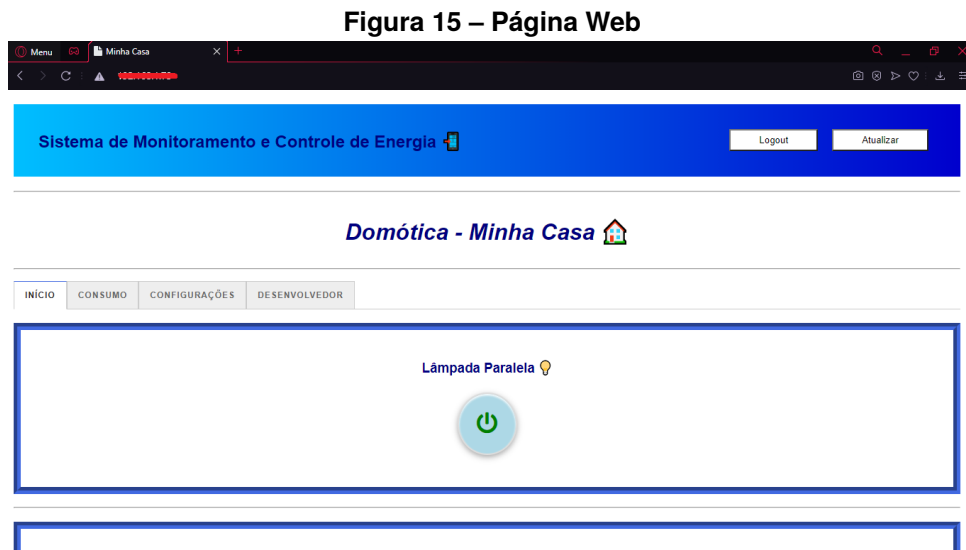 Figura 15 – Página Web
Menu
Minha Casa
Sistema de Monitoramento e Controle de Energia
Logout
Atualizar
Domótica - Minha Casa
INÍCIO CONSUMO CONFIGURAÇÕES DESENVOLVEDOR
Lâmpada Paralela